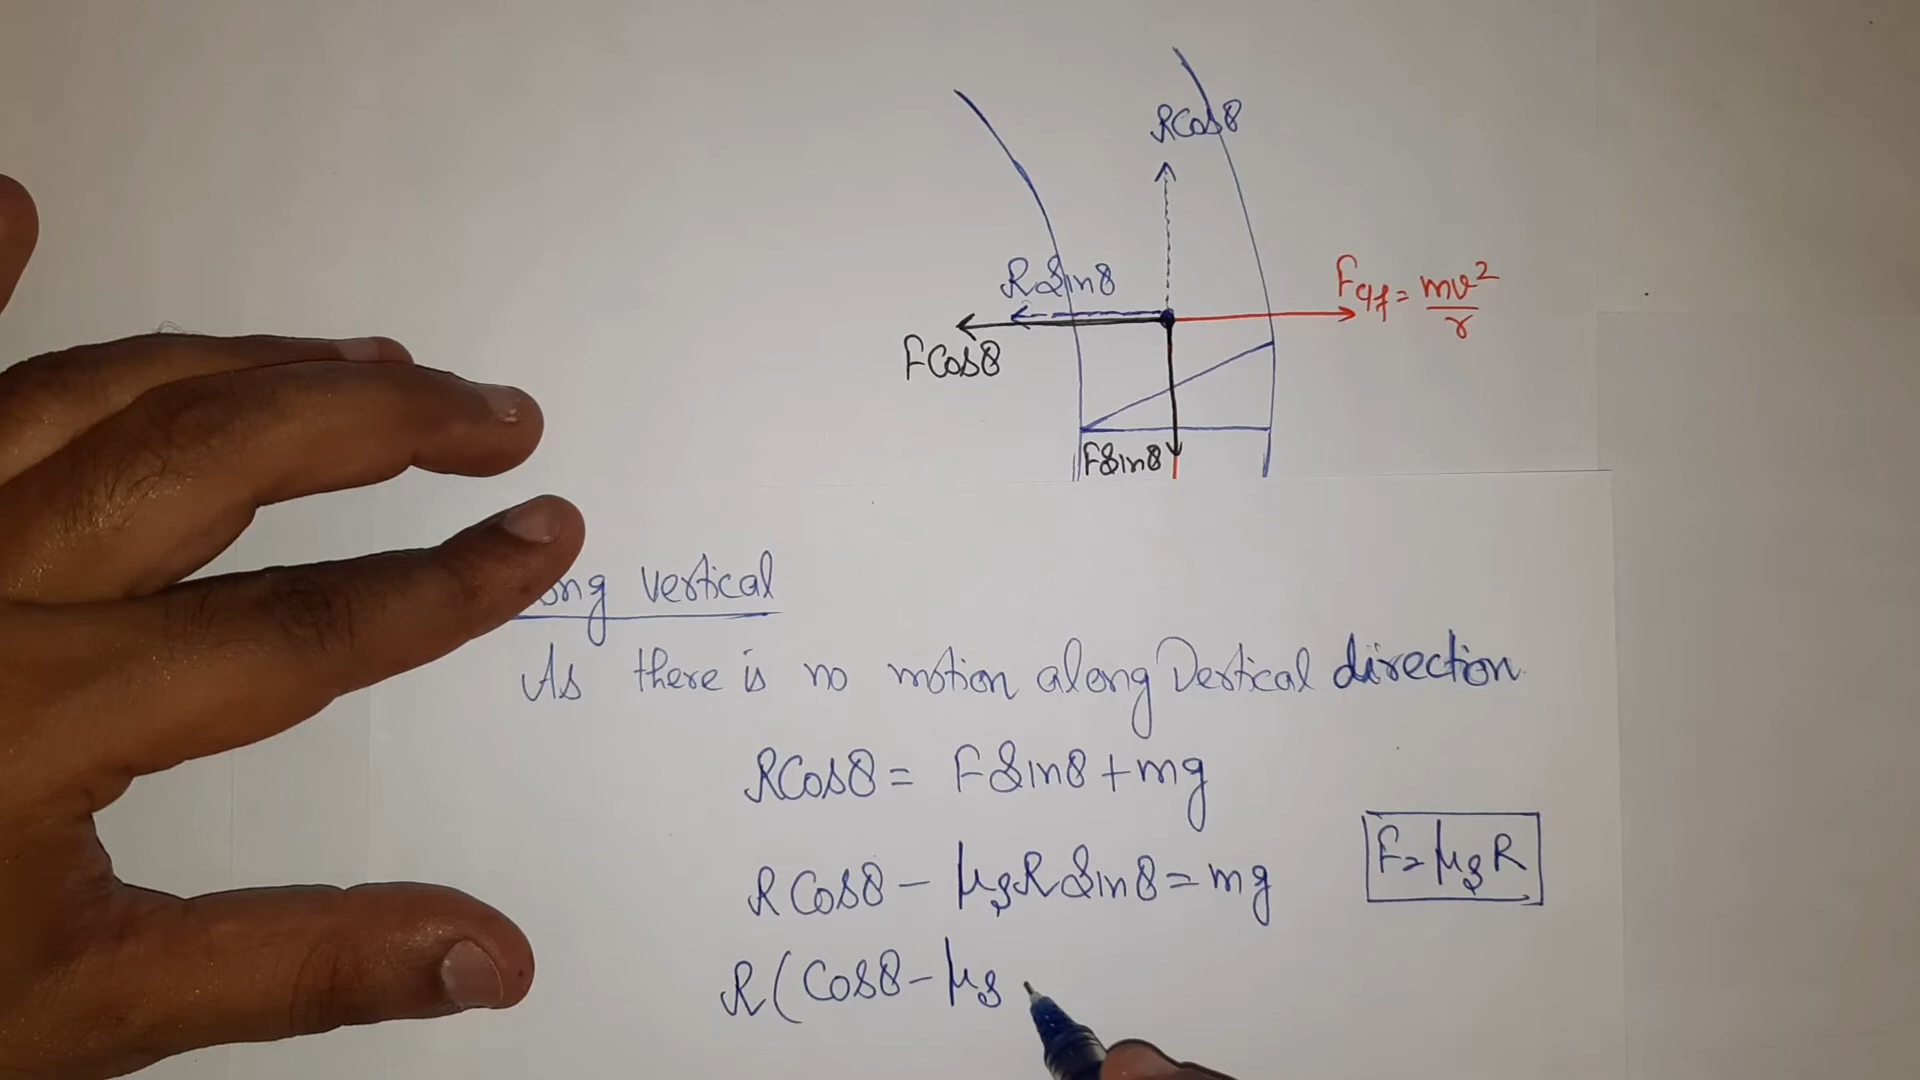 RCosθ
RSinθ
Fcf = mv²/r
FCosθ
FSinθ
ong vertical
As there is no motion along Vertical direction
RCosθ = FSinθ + mg
RCosθ - μsRSinθ = mg
F = μsR
R(Cosθ - μs